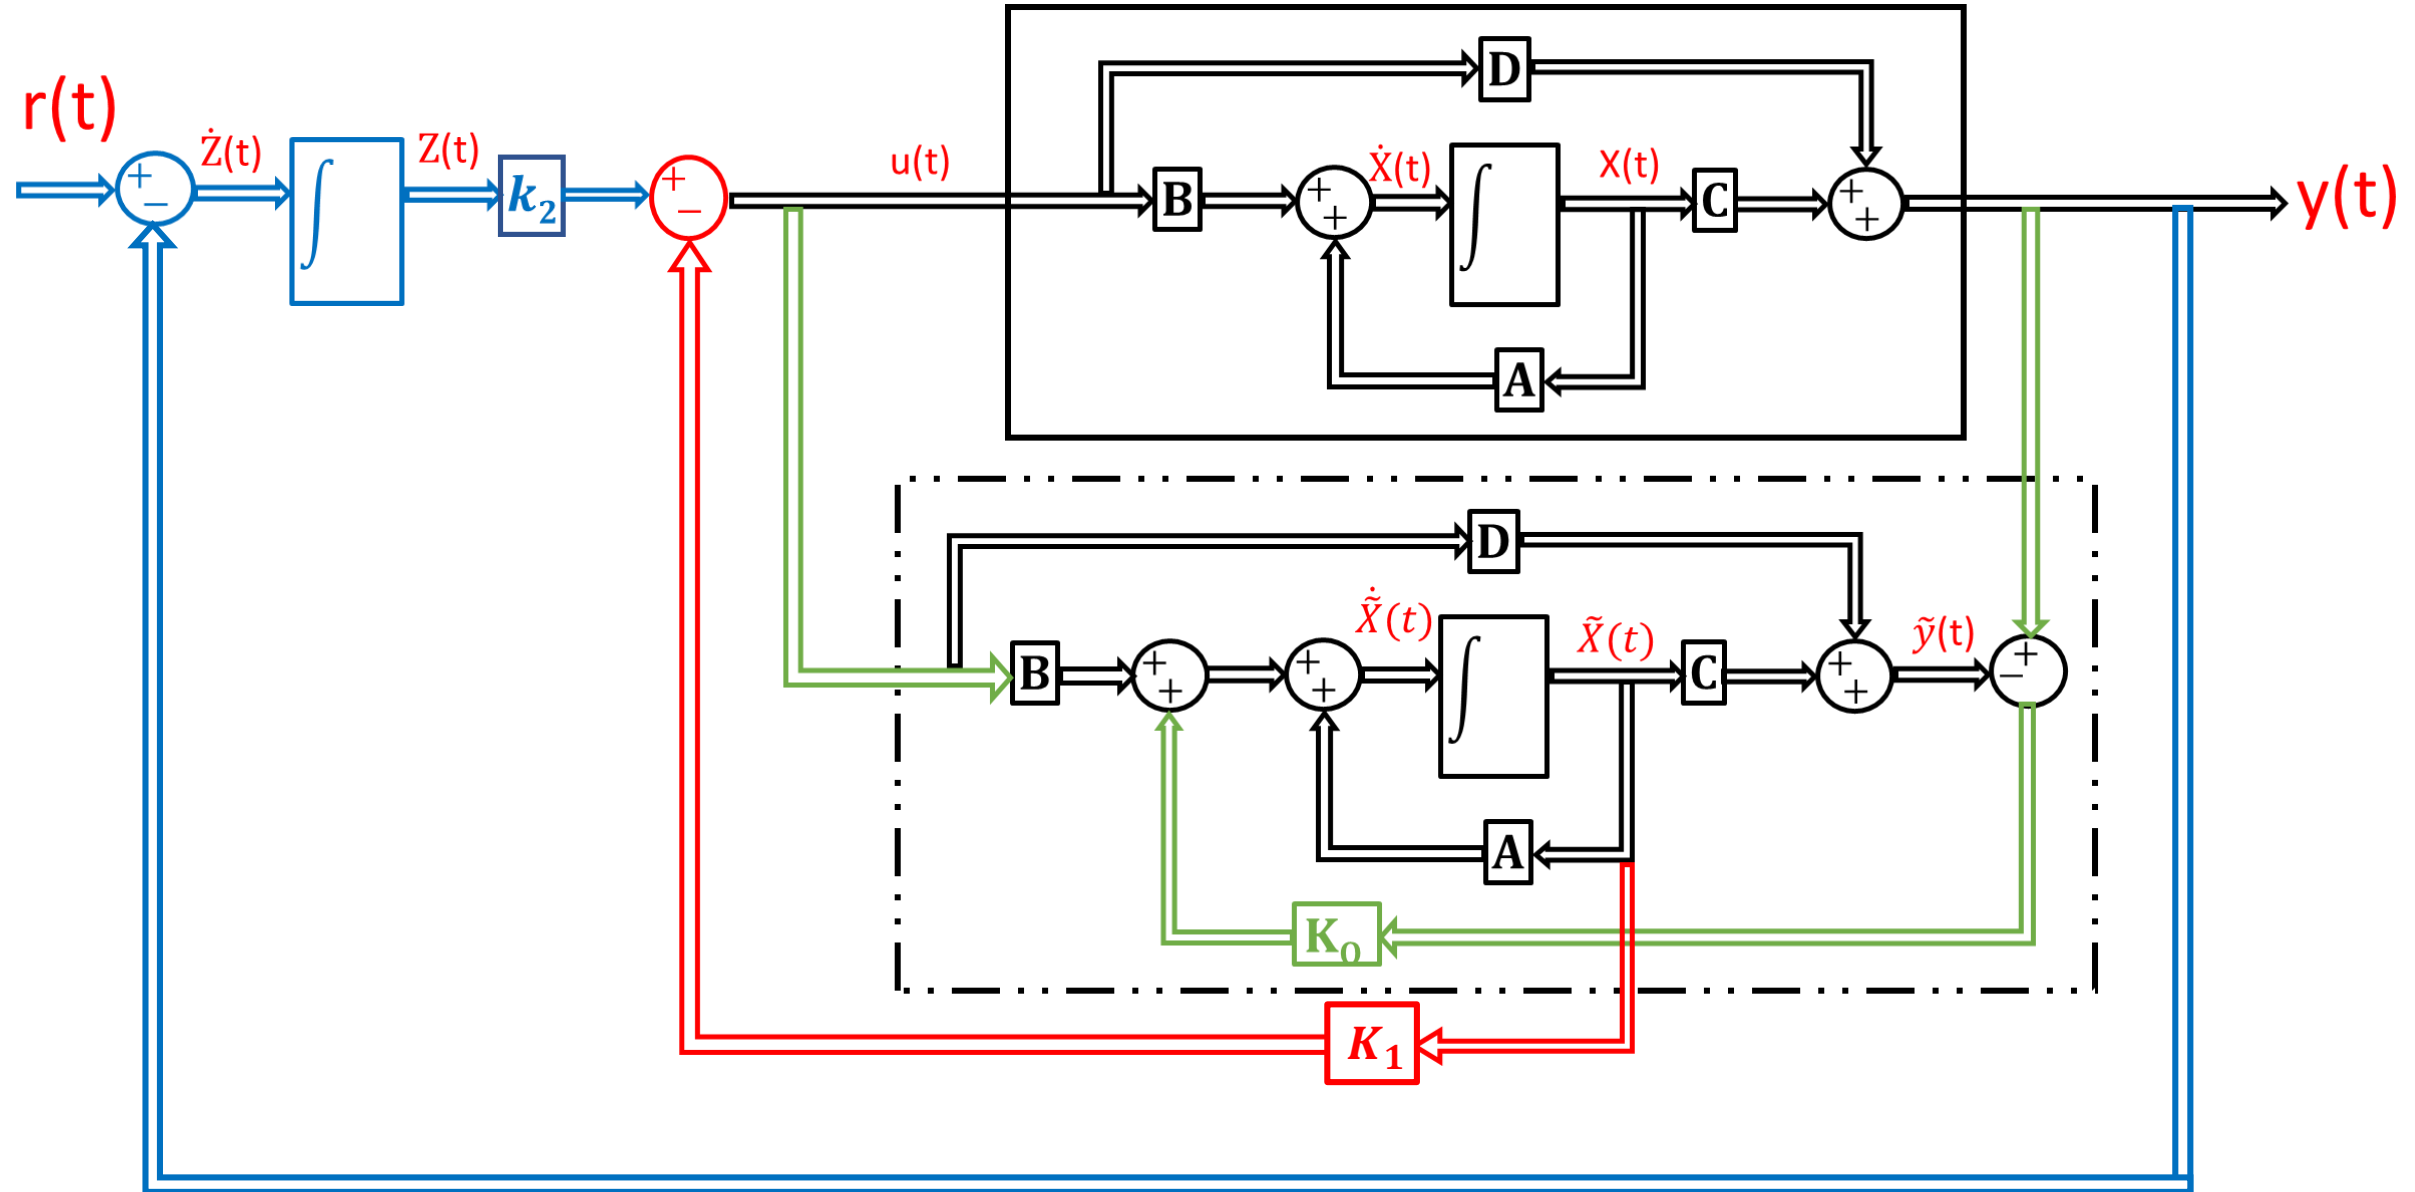 r(t)
+
−
Ż(t)
∫
Z(t)
k₂
+
−
u(t)
D
B
+
+
Ẋ(t)
∫
X(t)
C
+
+
y(t)
A
D
B
+
+
+
+
X̃̇(t)
∫
X̃(t)
C
+
+
ỹ(t)
+
−
A
K₀
K₁